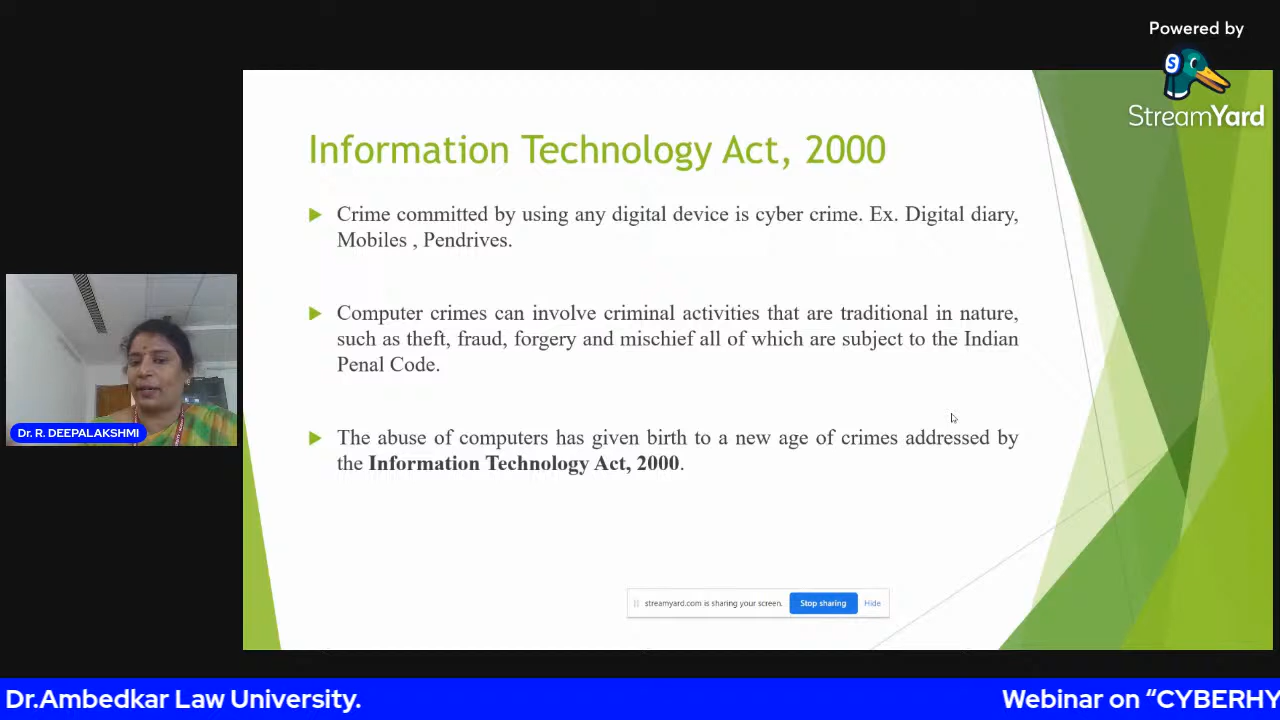 Powered by
StreamYard
Information Technology Act, 2000
Crime committed by using any digital device is cyber crime. Ex. Digital diary,
Mobiles , Pendrives.
Computer crimes can involve criminal activities that are traditional in nature,
such as theft, fraud, forgery and mischief all of which are subject to the Indian
Penal Code.
The abuse of computers has given birth to a new age of crimes addressed by
the Information Technology Act, 2000.
Dr. R. DEEPALAKSHMI
streamyard.com is sharing your screen. Stop sharing Hide
Dr.Ambedkar Law University. Webinar on “CYBERHY